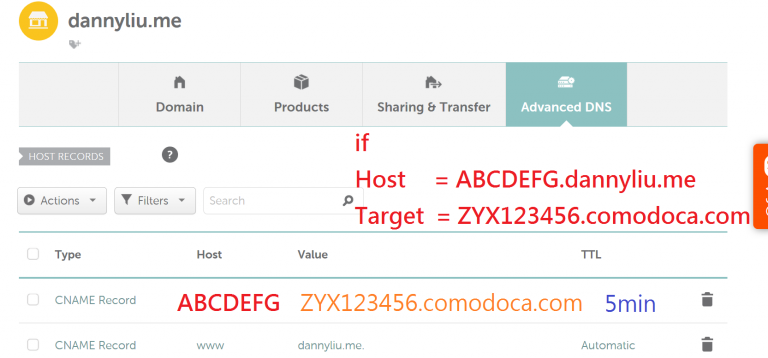 dannyliu.me
Domain
Products
Sharing & Transfer
Advanced DNS
if
HOST RECORDS
?
Host = ABCDEFG.dannyliu.me
Actions
Filters
Search
Target = ZYX123456.comodoca.com
Type Host Value TTL
CNAME Record ABCDEFG ZYX123456.comodoca.com 5min
CNAME Record www dannyliu.me. Automatic